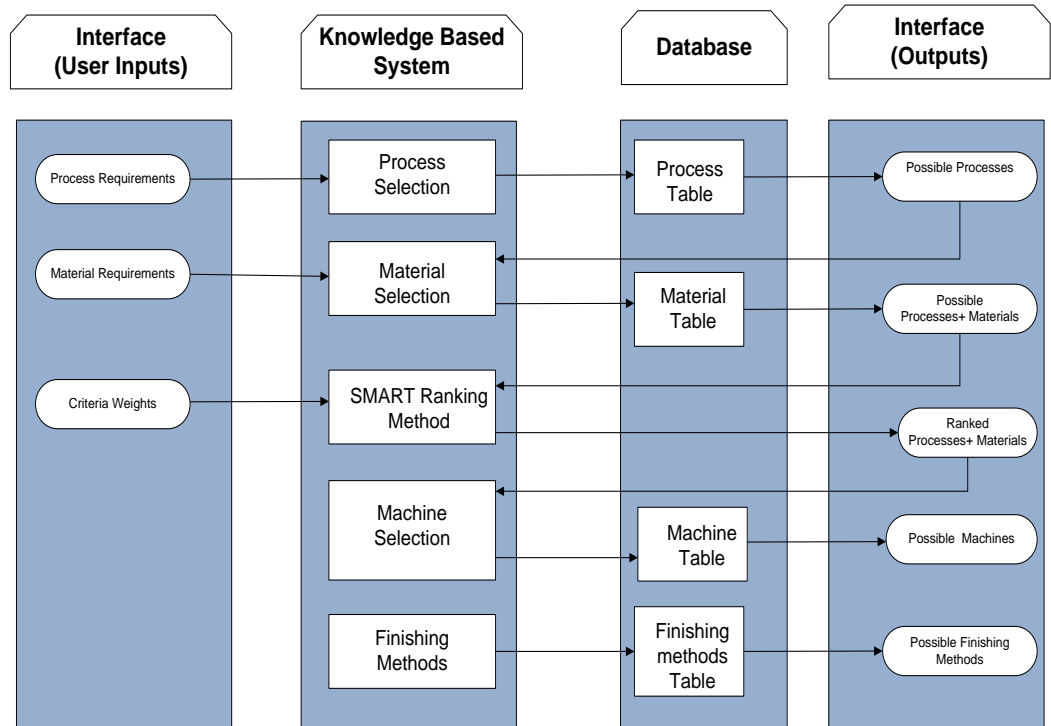 Interface
(User Inputs)
Knowledge Based
System
Database
Interface
(Outputs)
Process Requirements
Process
Selection
Process
Table
Possible Processes
Material Requirements
Material
Selection
Material
Table
Possible
Processes+ Materials
Criteria Weights
SMART Ranking
Method
Ranked
Processes+ Materials
Machine
Selection
Machine
Table
Possible Machines
Finishing
Methods
Finishing
methods
Table
Possible Finishing
Methods